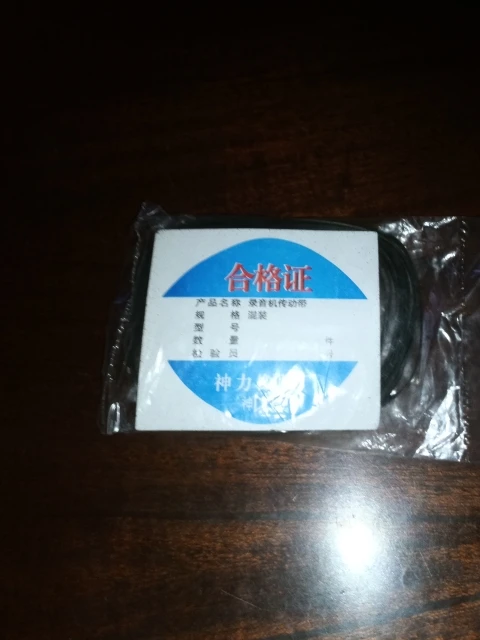 合格证
产品名称 录音机传动带
规 格 混装
型 号
数 量 件
检验员
神力